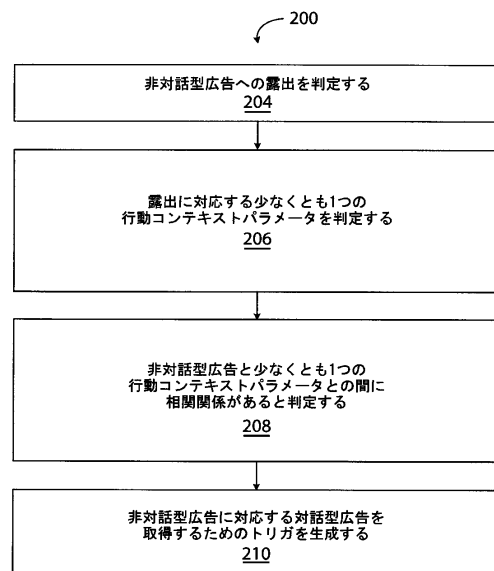 200
非対話型広告への露出を判定する
204
露出に対応する少なくとも1つの
行動コンテキストパラメータを判定する
206
非対話型広告と少なくとも1つの
行動コンテキストパラメータとの間に
相関関係があると判定する
208
非対話型広告に対応する対話型広告を
取得するためのトリガを生成する
210